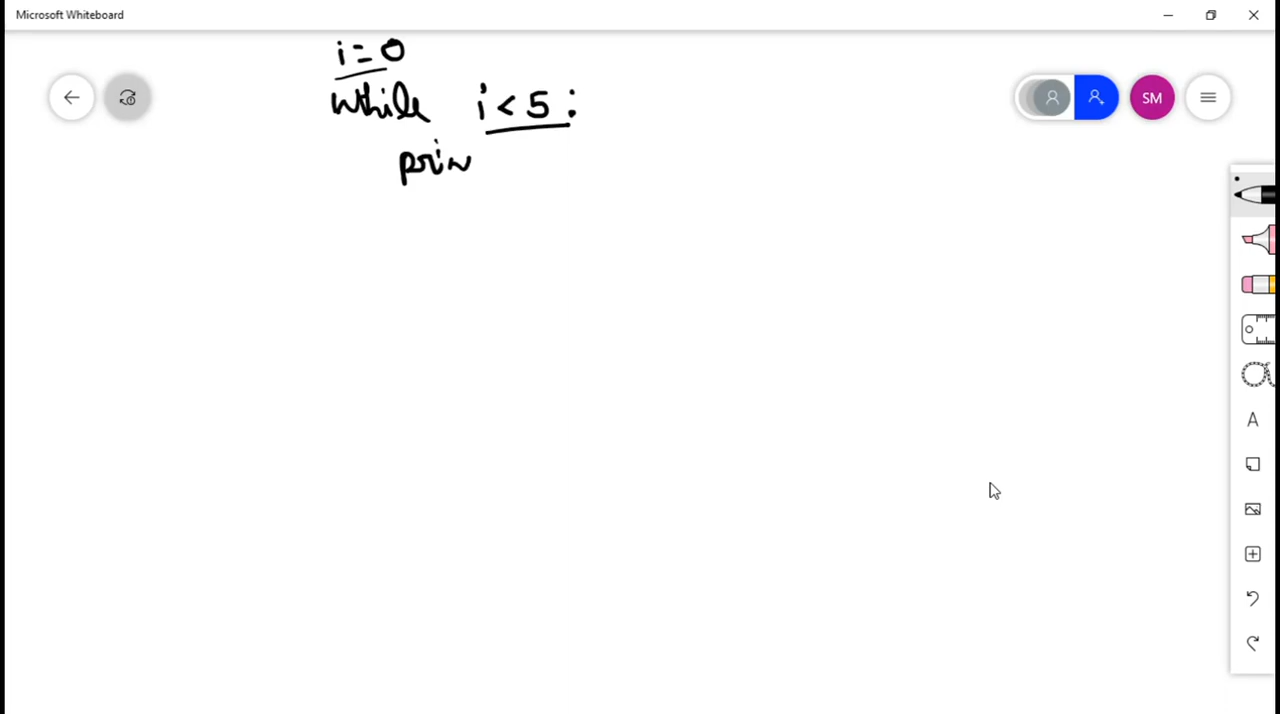 Microsoft Whiteboard
i = 0
while i < 5 :
prin
SM
A